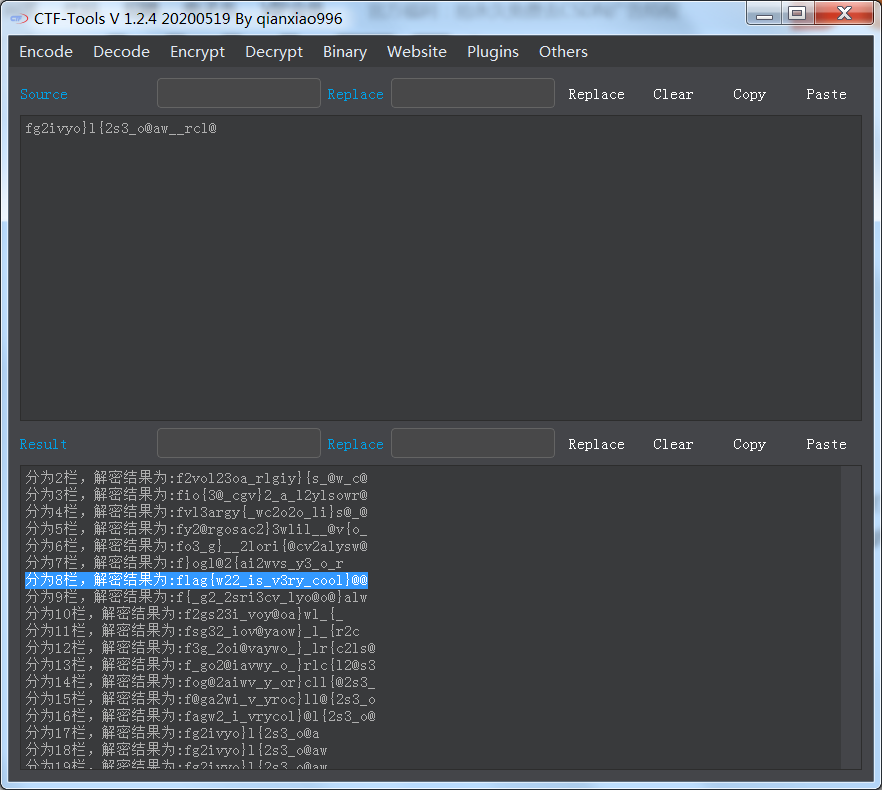 CTF-Tools V 1.2.4 20200519 By qianxiao996
Encode Decode Encrypt Decrypt Binary Website Plugins Others
Source Replace Replace Clear Copy Paste
fg2ivyo}l{2s3_o@aw__rcl@
Result Replace Replace Clear Copy Paste
分为2栏，解密结果为:f2vol23oa_rlgiy}{s_@w_c@
分为3栏，解密结果为:fio{3@_cgv}2_a_l2ylsowr@
分为4栏，解密结果为:fvl3argy{_wc2o2o_li}s@_@
分为5栏，解密结果为:fy2@rgosac2}3wlil__@v{o_
分为6栏，解密结果为:fo3_g}__2lori{@cv2alysw@
分为7栏，解密结果为:f}ogl@2{ai2wvs_y3_o_r
分为8栏，解密结果为:flag{w22_is_v3ry_cool}@@
分为9栏，解密结果为:f{_g2_2sri3cv_lyo@o@}alw
分为10栏，解密结果为:f2gs23i_voy@oa}wl_{_
分为11栏，解密结果为:fsg32_iov@yaow}_l_{r2c
分为12栏，解密结果为:f3g_2oi@vaywo_}_lr{c2ls@
分为13栏，解密结果为:f_go2@iavwy_o_}rlc{l2@s3
分为14栏，解密结果为:fog@2aiwv_y_or}cll{@2s3_
分为15栏，解密结果为:f@ga2wi_v_yroc}ll@{2s3_o
分为16栏，解密结果为:fagw2_i_vrycol}@l{2s3_o@
分为17栏，解密结果为:fg2ivyo}l{2s3_o@a
分为18栏，解密结果为:fg2ivyo}l{2s3_o@aw
分为19栏，解密结果为:fg2ivyo}l{2s3_o@aw